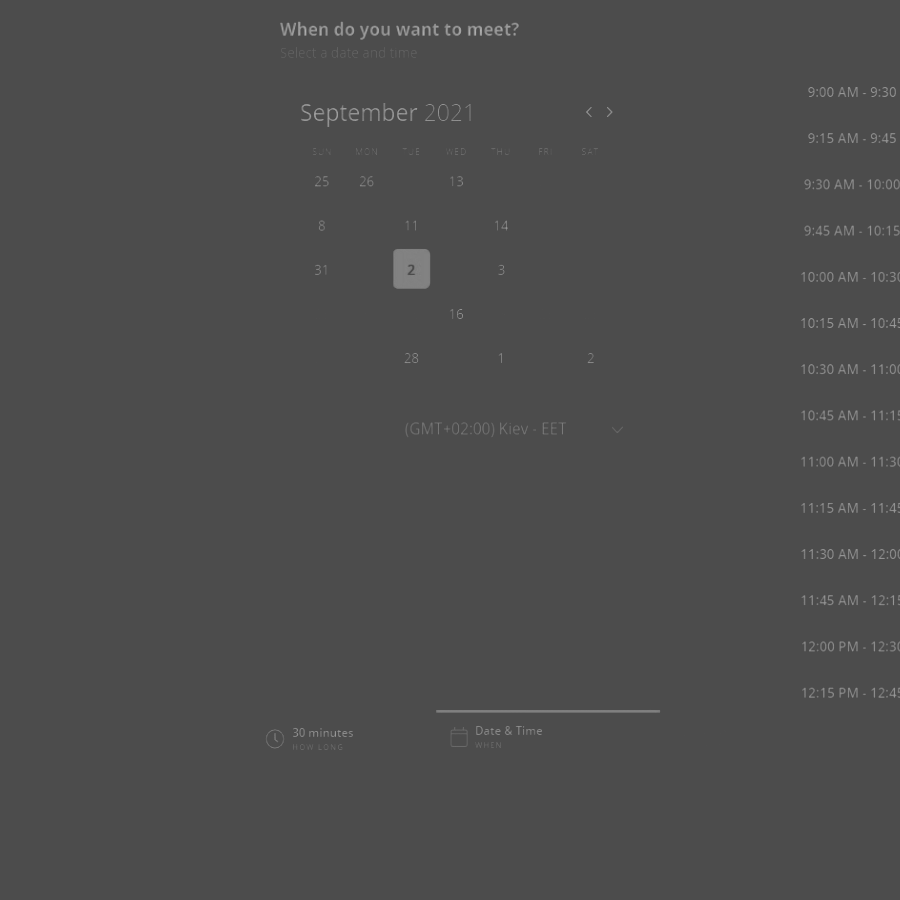 When do you want to meet?
Select a date and time
September 2021
SUN MON TUE WED THU FRI SAT
25 26 13
8 11 14
31 2 3
16
28 1 2
(GMT+02:00) Kiev - EET
9:00 AM - 9:30
9:15 AM - 9:45
9:30 AM - 10:00
9:45 AM - 10:15
10:00 AM - 10:30
10:15 AM - 10:45
10:30 AM - 11:00
10:45 AM - 11:15
11:00 AM - 11:30
11:15 AM - 11:45
11:30 AM - 12:00
11:45 AM - 12:15
12:00 PM - 12:30
12:15 PM - 12:45
30 minutes
HOW LONG
Date & Time
WHEN